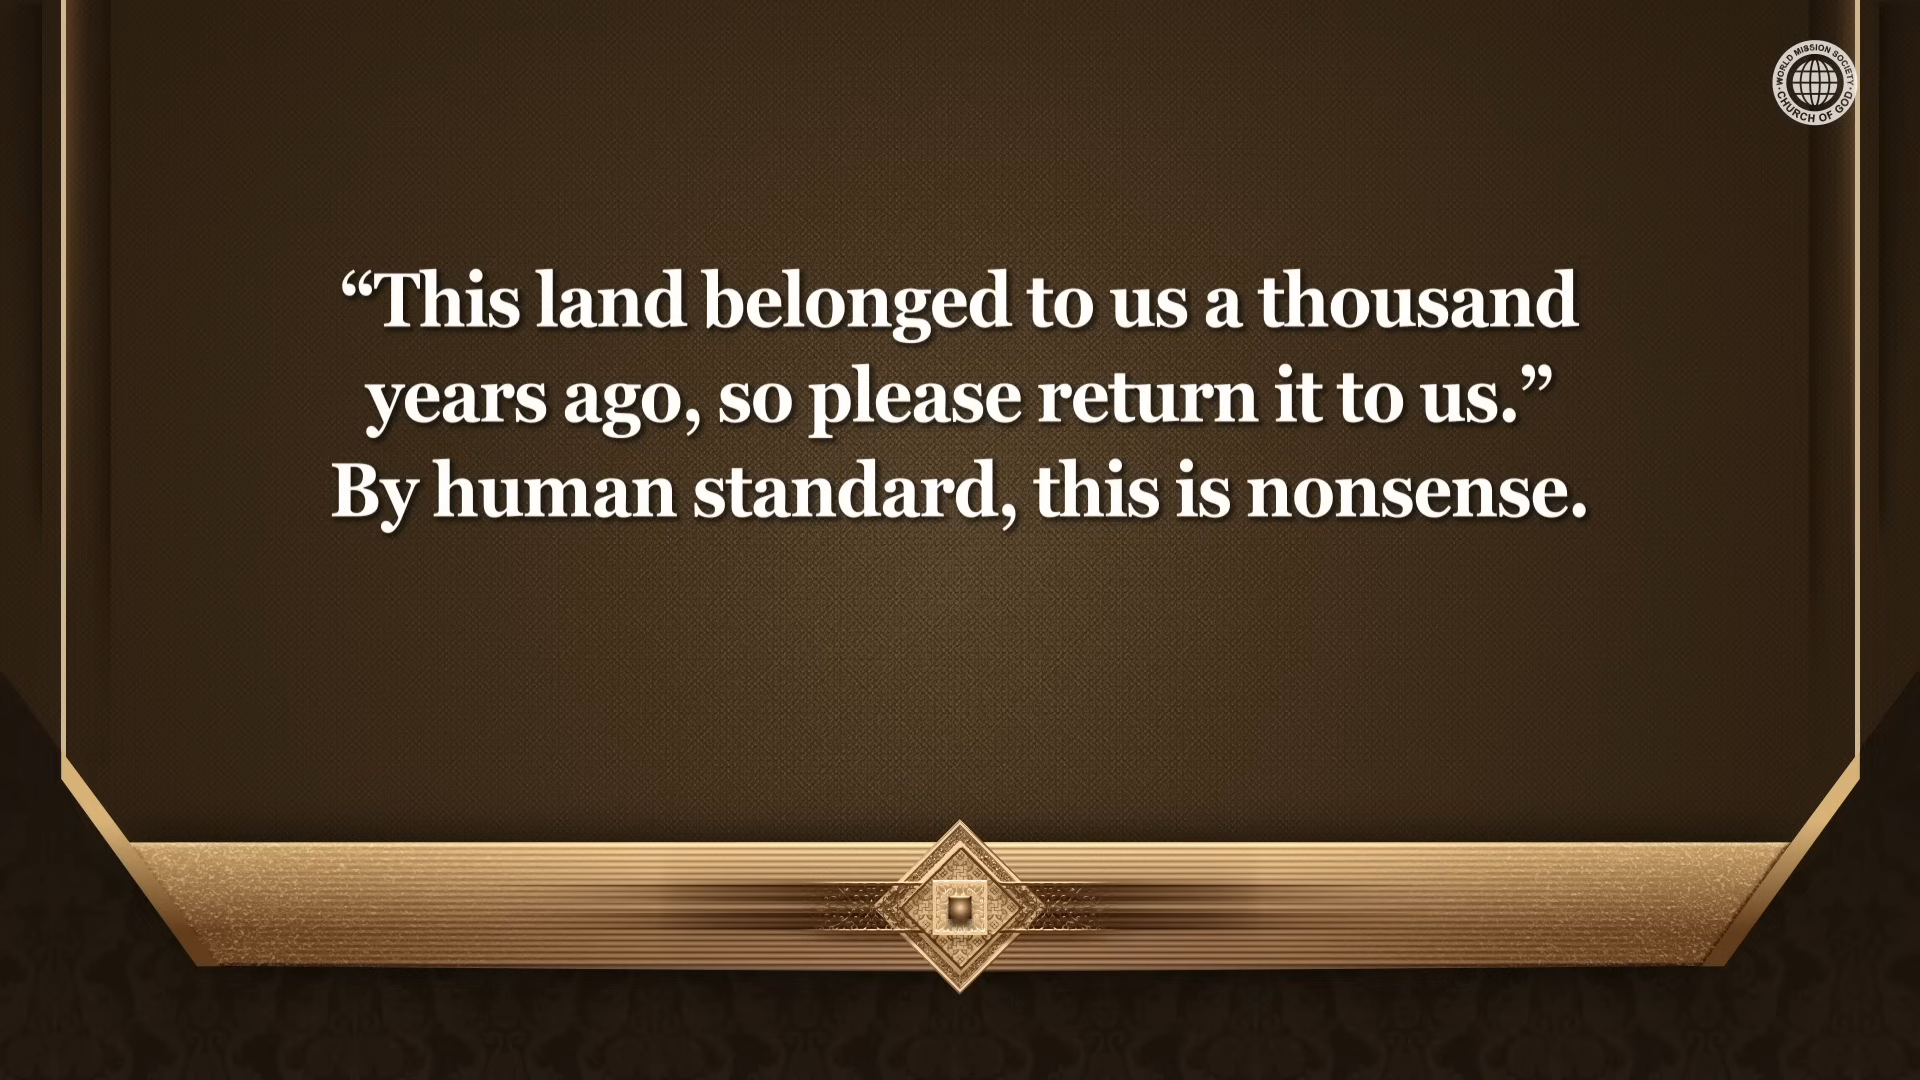 WORLD MISSION SOCIETY
CHURCH OF GOD
“This land belonged to us a thousand
years ago, so please return it to us.”
By human standard, this is nonsense.